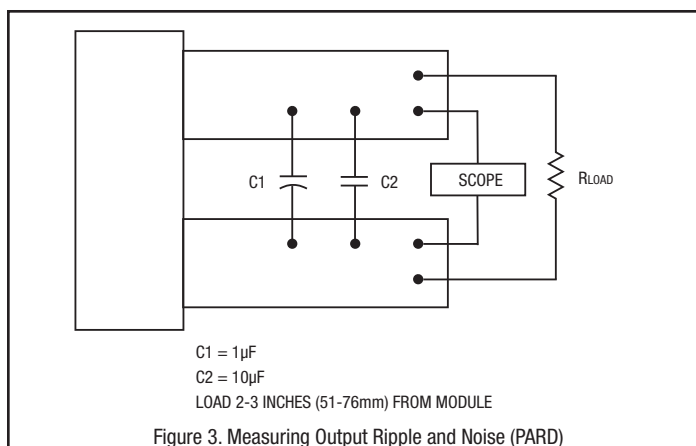 C1
C2
SCOPE
RLOAD
C1 = 1µF
C2 = 10µF
LOAD 2-3 INCHES (51-76mm) FROM MODULE
Figure 3. Measuring Output Ripple and Noise (PARD)